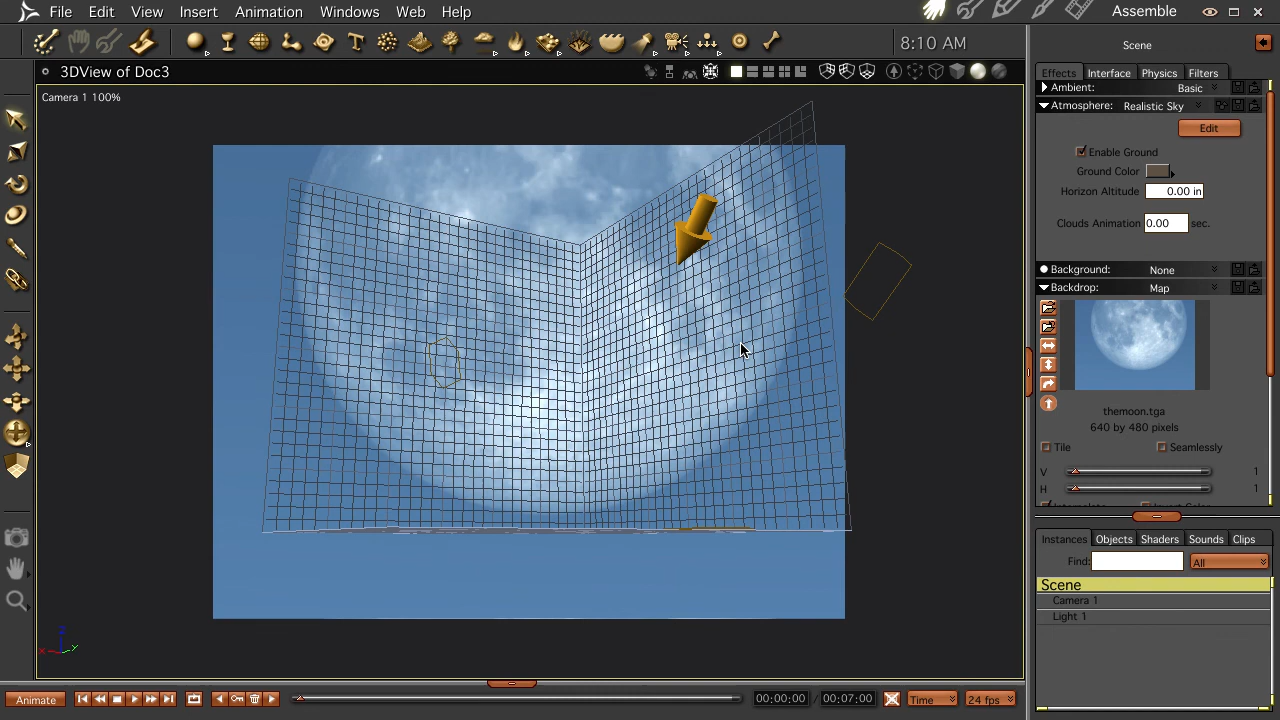 File Edit View Insert Animation Windows Web Help
Assemble
8:10 AM
Scene
3DView of Doc3
Effects Interface Physics Filters
Camera 1 100%
Ambient: Basic
Atmosphere: Realistic Sky
Edit
Enable Ground
Ground Color
Horizon Altitude 0.00 in
Clouds Animation 0.00 sec.
Background: None
Backdrop: Map
themoon.tga
640 by 480 pixels
Tile Seamlessly
V 1
H 1
Instances Objects Shaders Sounds Clips
Find: All
Scene
Camera 1
Light 1
Z
X Y
Animate 00;00;00 / 00;07;00 Time 24 fps